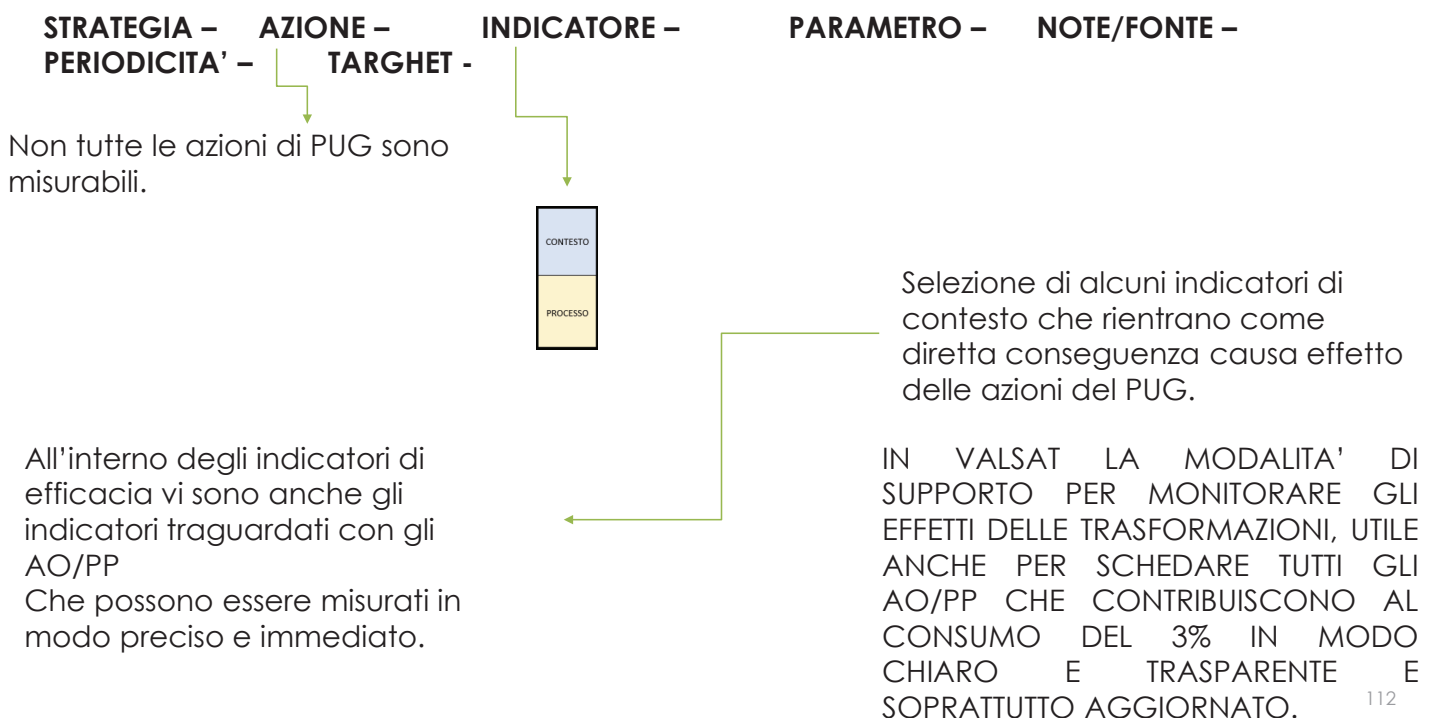 STRATEGIA – AZIONE – INDICATORE – PARAMETRO – NOTE/FONTE –
PERIODICITA’ – TARGHET -
Non tutte le azioni di PUG sono
misurabili.
CONTESTO
PROCESSO
Selezione di alcuni indicatori di
contesto che rientrano come
diretta conseguenza causa effetto
delle azioni del PUG.
All’interno degli indicatori di
efficacia vi sono anche gli
indicatori traguardati con gli
AO/PP
Che possono essere misurati in
modo preciso e immediato.
IN VALSAT LA MODALITA’ DI
SUPPORTO PER MONITORARE GLI
EFFETTI DELLE TRASFORMAZIONI, UTILE
ANCHE PER SCHEDARE TUTTI GLI
AO/PP CHE CONTRIBUISCONO AL
CONSUMO DEL 3% IN MODO
CHIARO E TRASPARENTE E
SOPRATTUTTO AGGIORNATO.
112